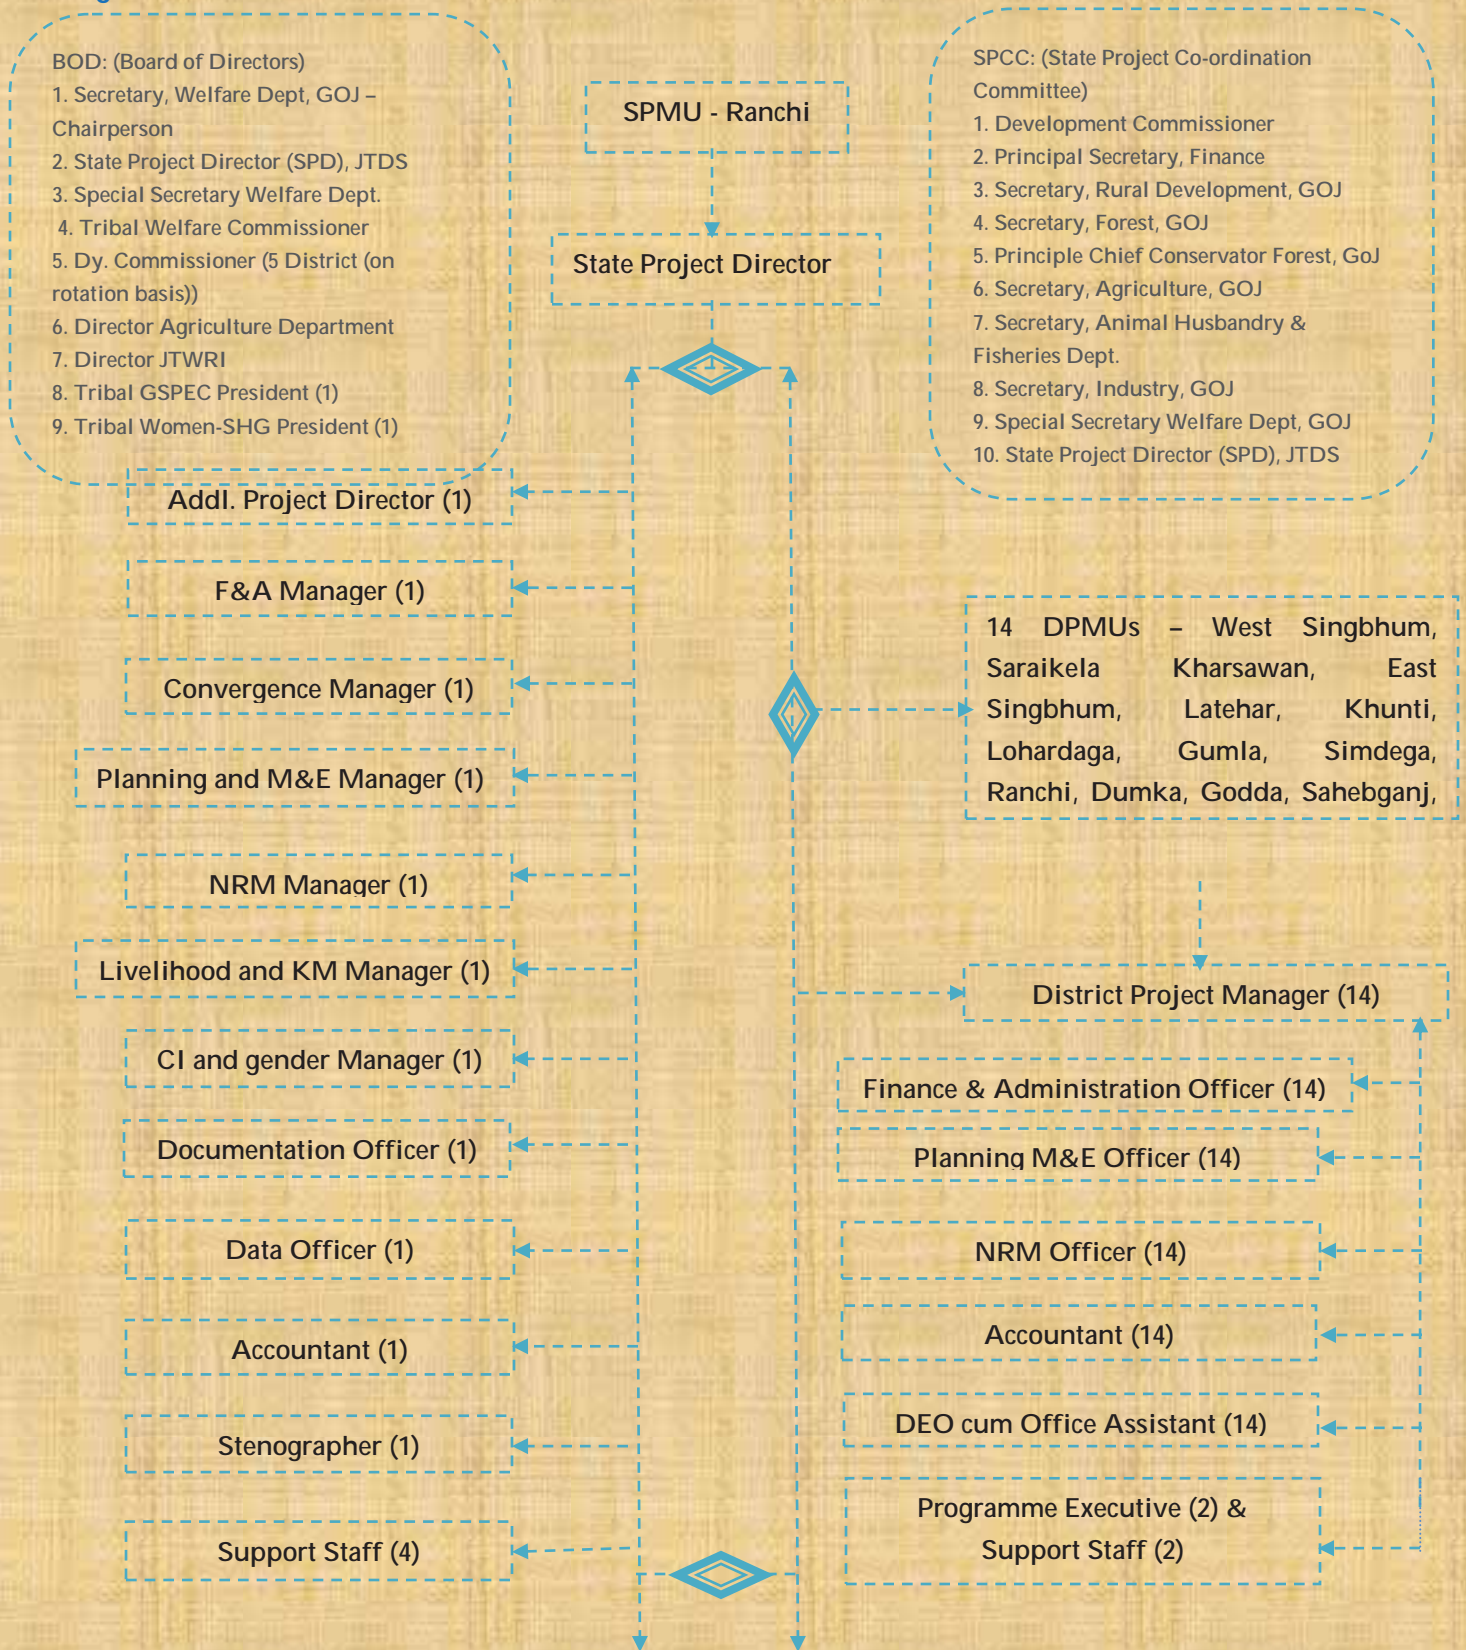 BOD: (Board of Directors)
1. Secretary, Welfare Dept, GOJ –
Chairperson
2. State Project Director (SPD), JTDS
3. Special Secretary Welfare Dept.
4. Tribal Welfare Commissioner
5. Dy. Commissioner (5 District (on
rotation basis))
6. Director Agriculture Department
7. Director JTWRI
8. Tribal GSPEC President (1)
9. Tribal Women-SHG President (1)
SPMU - Ranchi
State Project Director
SPCC: (State Project Co-ordination
Committee)
1. Development Commissioner
2. Principal Secretary, Finance
3. Secretary, Rural Development, GOJ
4. Secretary, Forest, GOJ
5. Principle Chief Conservator Forest, GoJ
6. Secretary, Agriculture, GOJ
7. Secretary, Animal Husbandry &
Fisheries Dept.
8. Secretary, Industry, GOJ
9. Special Secretary Welfare Dept, GOJ
10. State Project Director (SPD), JTDS
Addl. Project Director (1)
F&A Manager (1)
Convergence Manager (1)
Planning and M&E Manager (1)
NRM Manager (1)
Livelihood and KM Manager (1)
CI and gender Manager (1)
Documentation Officer (1)
Data Officer (1)
Accountant (1)
Stenographer (1)
Support Staff (4)
14 DPMUs – West Singbhum,
Saraikela Kharsawan, East
Singbhum, Latehar, Khunti,
Lohardaga, Gumla, Simdega,
Ranchi, Dumka, Godda, Sahebganj,
District Project Manager (14)
Finance & Administration Officer (14)
Planning M&E Officer (14)
NRM Officer (14)
Accountant (14)
DEO cum Office Assistant (14)
Programme Executive (2) &
Support Staff (2)